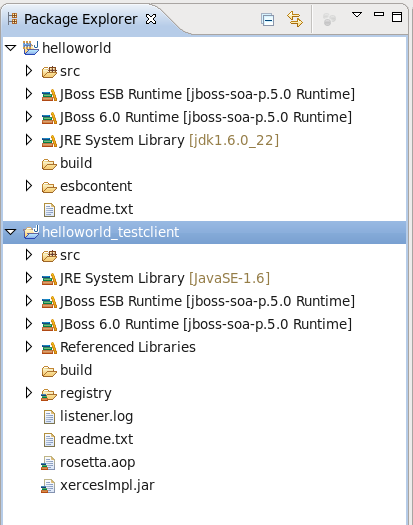 Package Explorer
helloworld
src
JBoss ESB Runtime [jboss-soa-p.5.0 Runtime]
JBoss 6.0 Runtime [jboss-soa-p.5.0 Runtime]
JRE System Library [jdk1.6.0_22]
build
esbcontent
readme.txt
helloworld_testclient
src
JRE System Library [JavaSE-1.6]
JBoss ESB Runtime [jboss-soa-p.5.0 Runtime]
JBoss 6.0 Runtime [jboss-soa-p.5.0 Runtime]
Referenced Libraries
build
registry
listener.log
readme.txt
rosetta.aop
xercesImpl.jar